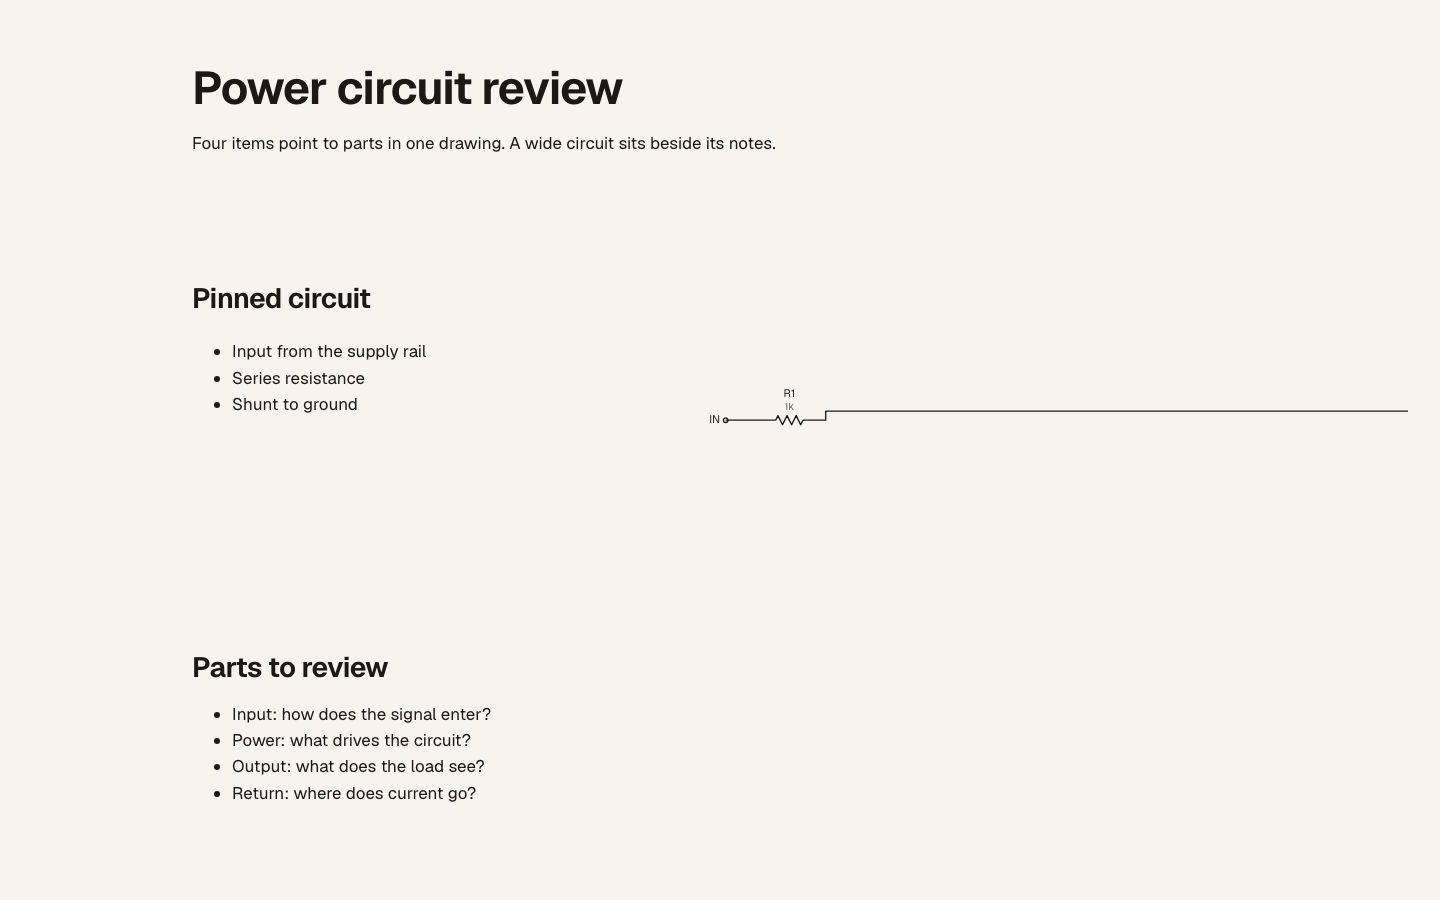 Power circuit review
Four items point to parts in one drawing. A wide circuit sits beside its notes.
Pinned circuit
Input from the supply rail
Series resistance
Shunt to ground
R1
1k
IN
Parts to review
Input: how does the signal enter?
Power: what drives the circuit?
Output: what does the load see?
Return: where does current go?